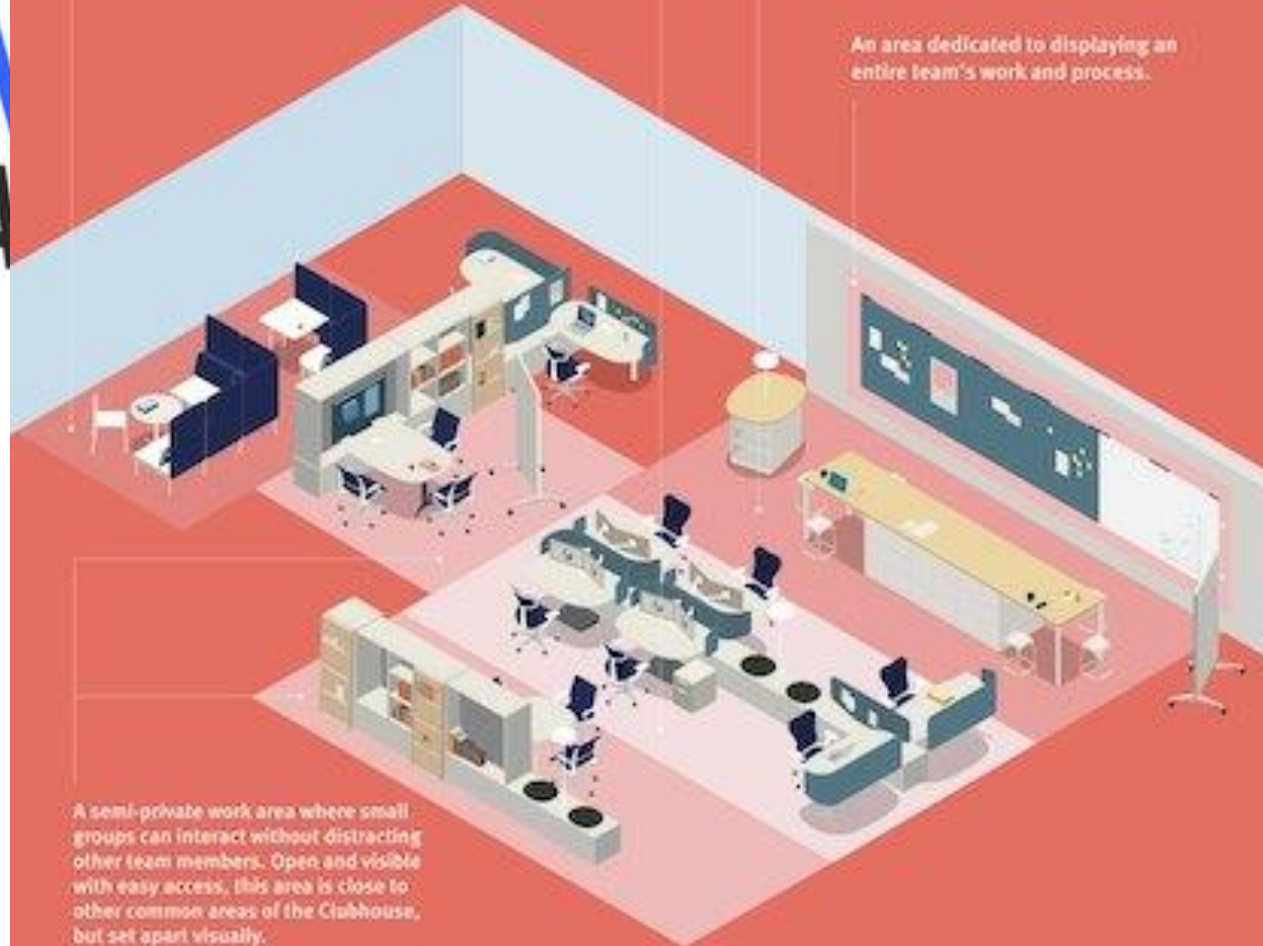 An area dedicated to displaying an
entire team's work and process.
A semi-private work area where small
groups can interact without distracting
other team members. Open and visible
with easy access, this area is close to
other common areas of the Clubhouse,
but set apart visually.